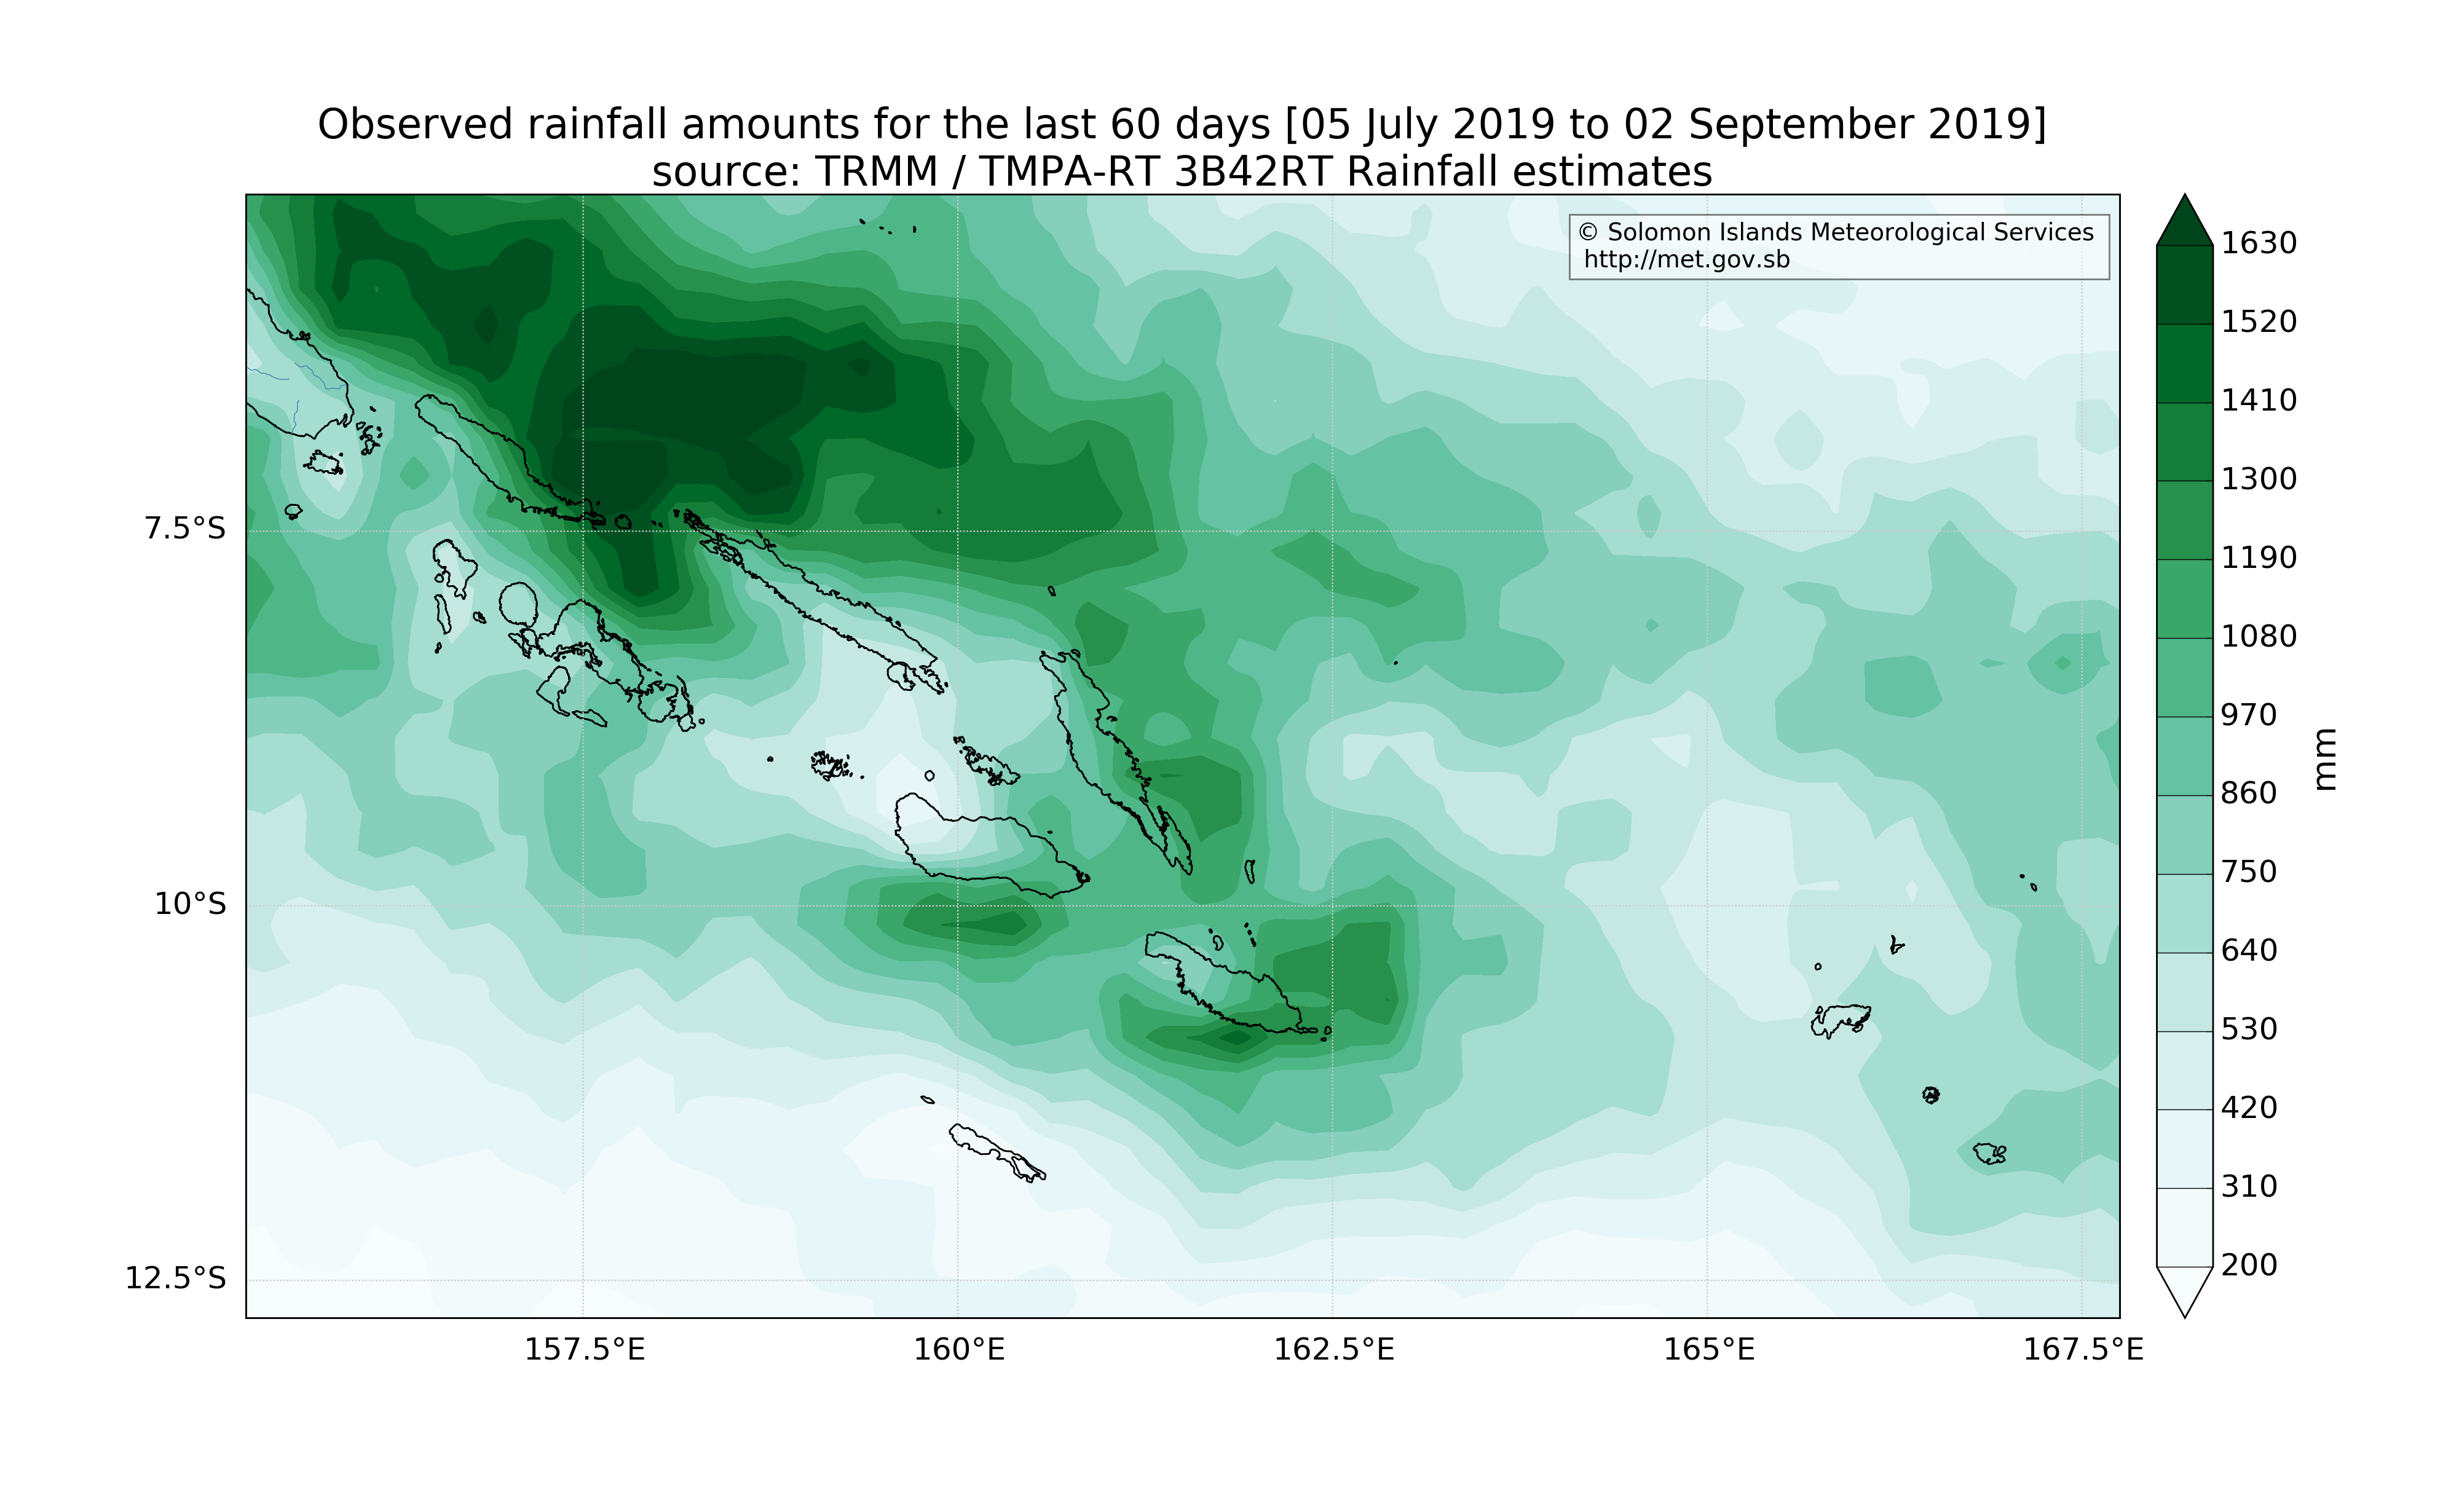 Observed rainfall amounts for the last 60 days [05 July 2019 to 02 September 2019]
source: TRMM / TMPA-RT 3B42RT Rainfall estimates
© Solomon Islands Meteorological Services
http://met.gov.sb
7.5°S
10°S
12.5°S
157.5°E
160°E
162.5°E
165°E
167.5°E
1630
1520
1410
1300
1190
1080
970
860
750
640
530
420
310
200
mm